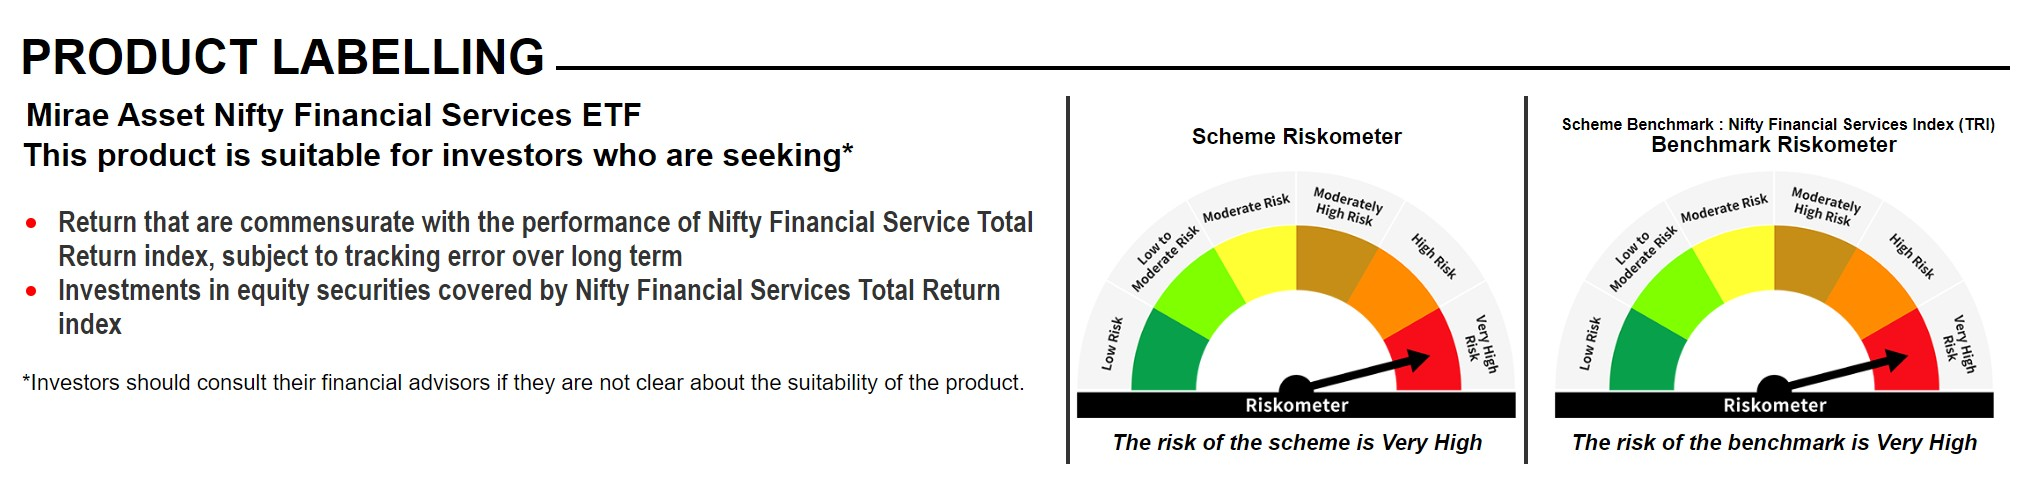 PRODUCT LABELLING
Mirae Asset Nifty Financial Services ETF
This product is suitable for investors who are seeking*
• Return that are commensurate with the performance of Nifty Financial Service Total
Return index, subject to tracking error over long term
• Investments in equity securities covered by Nifty Financial Services Total Return
index
*Investors should consult their financial advisors if they are not clear about the suitability of the product.
Scheme Riskometer
Low Risk
Low to
Moderate Risk
Moderate Risk
Moderately
High Risk
High Risk
Very High
Risk
Riskometer
The risk of the scheme is Very High
Scheme Benchmark : Nifty Financial Services Index (TRI)
Benchmark Riskometer
Low Risk
Low to
Moderate Risk
Moderate Risk
Moderately
High Risk
High Risk
Very High
Risk
Riskometer
The risk of the benchmark is Very High